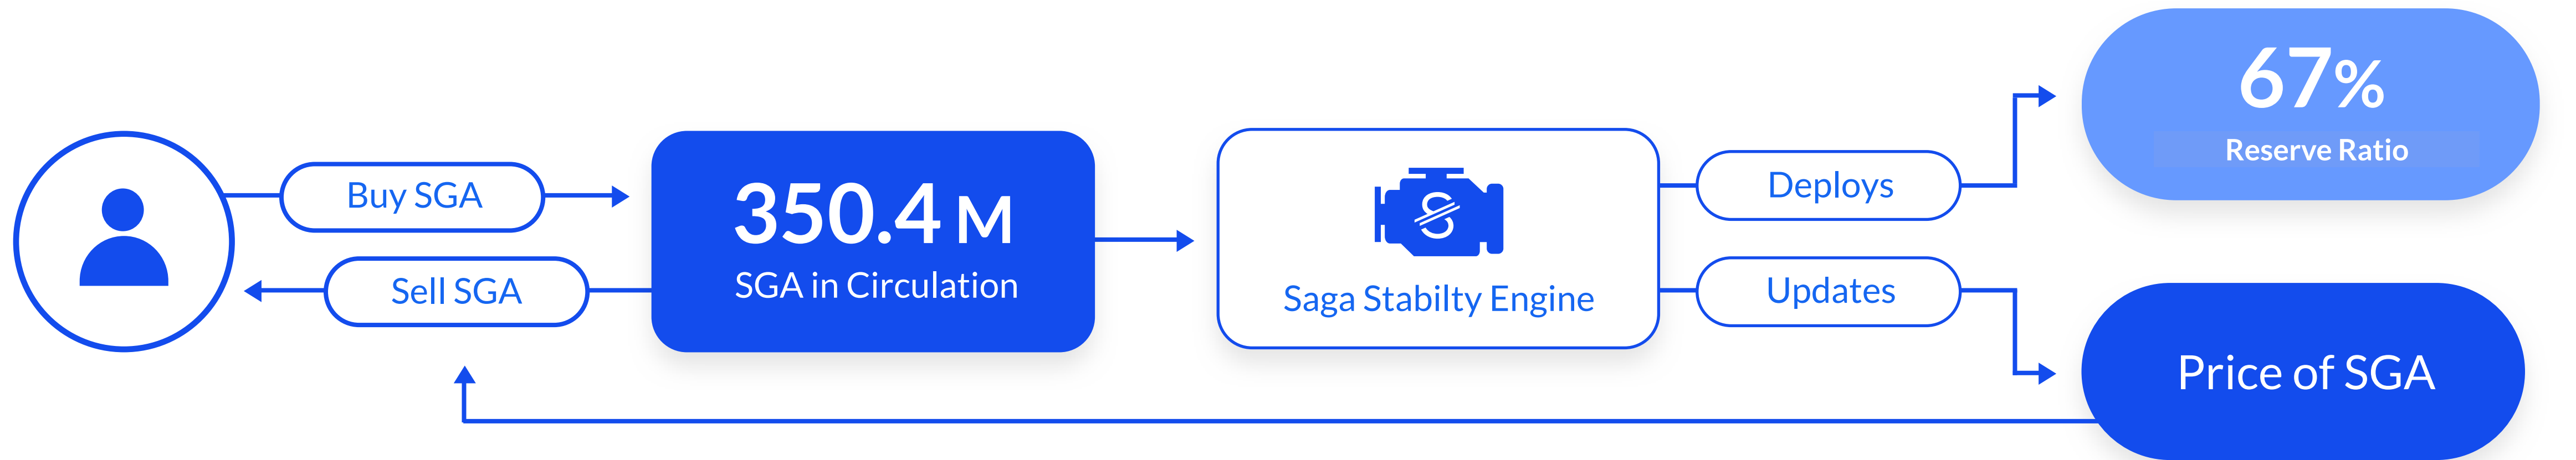 Buy SGA
Sell SGA
350.4 M
SGA in Circulation
Saga Stabilty Engine
Deploys
Updates
67%
Reserve Ratio
Price of SGA